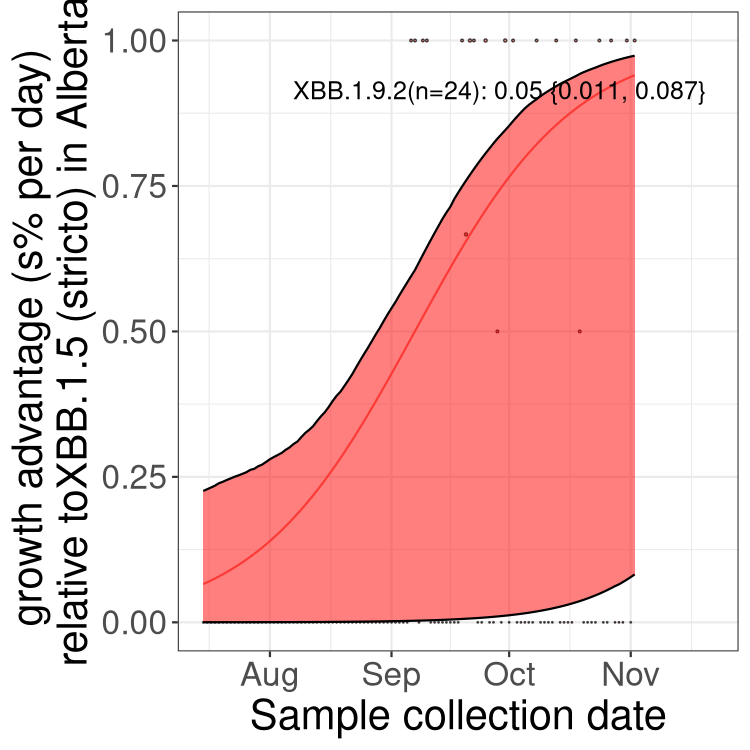 growth advantage (s% per day)
relative toXBB.1.5 (stricto) in Alberta
1.00
0.75
0.50
0.25
0.00
XBB.1.9.2(n=24): 0.05 {0.011, 0.087}
Aug Sep Oct Nov
Sample collection date